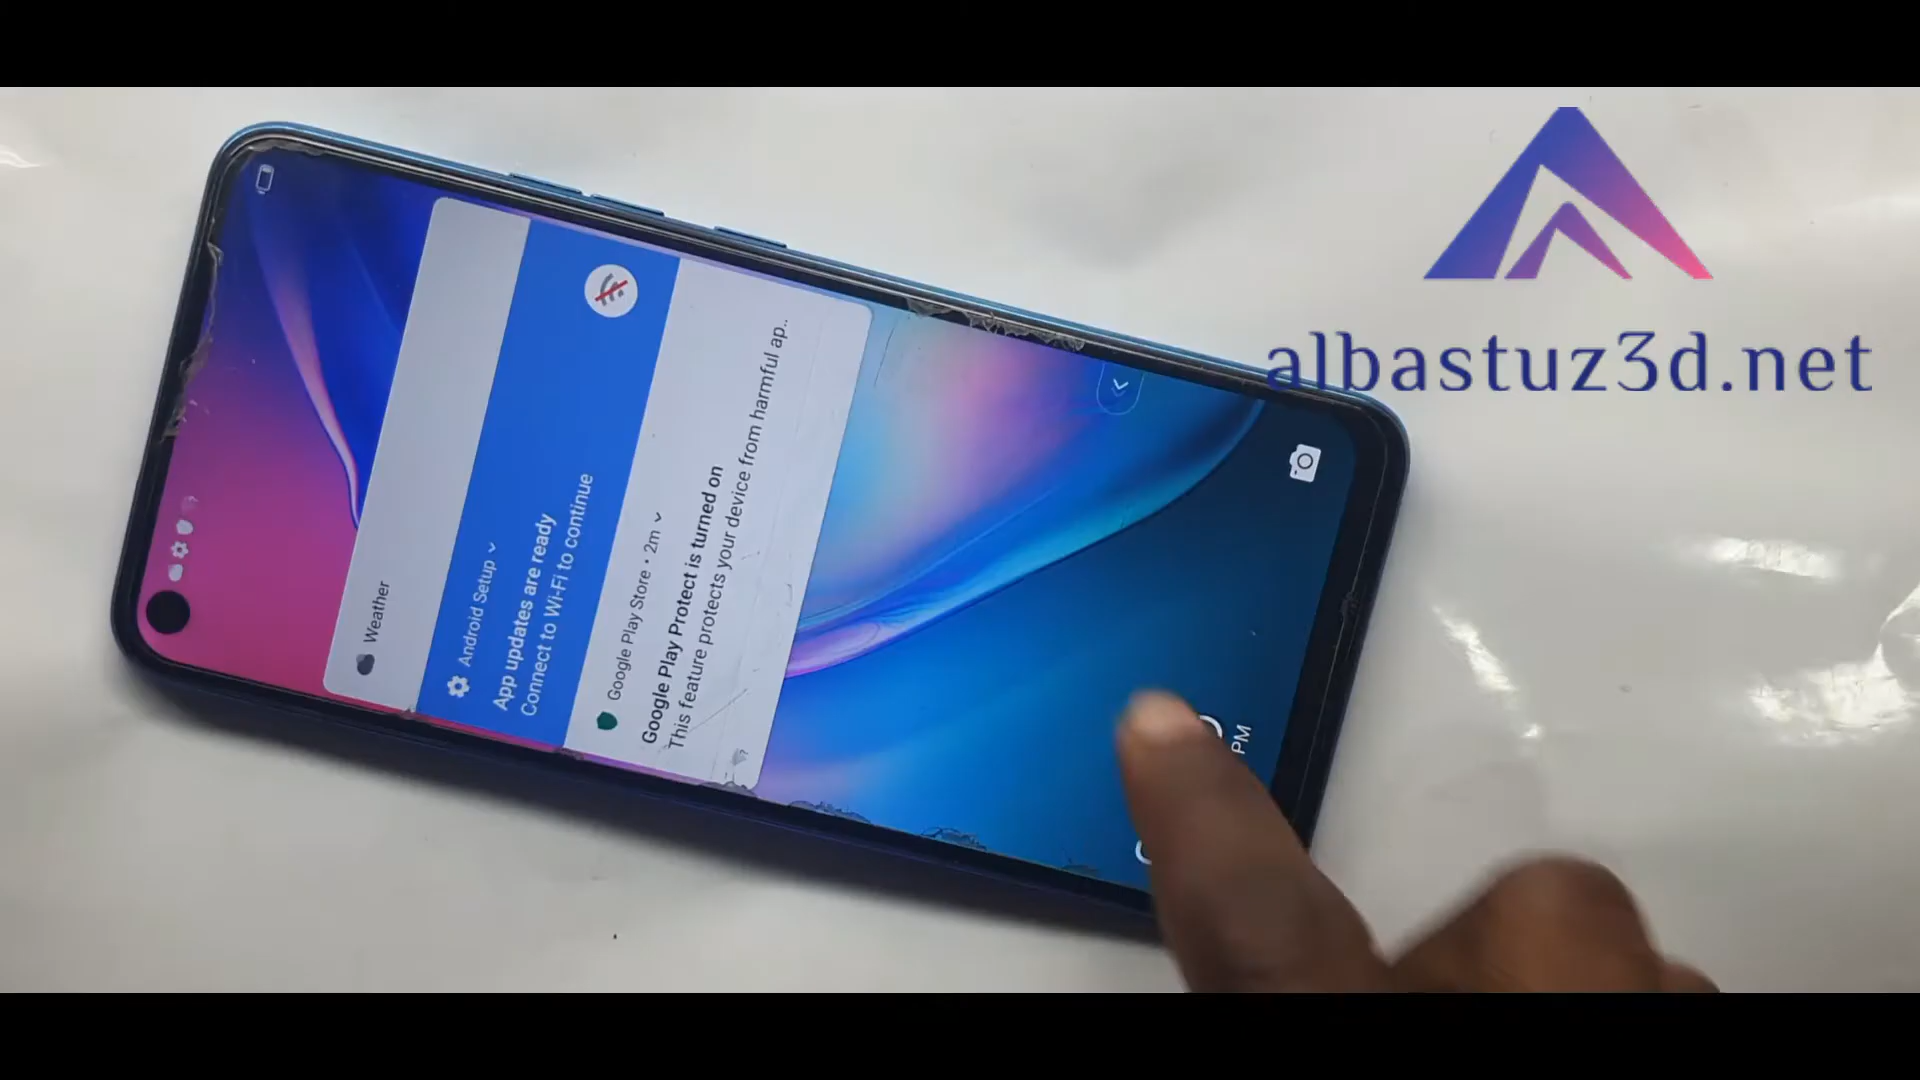 albastuz3d.net
Weather
Android Setup
App updates are ready
Connect to Wi-Fi to continue
Google Play Store • 2m
Google Play Protect is turned on
This feature protects your device from harmful ap..
PM